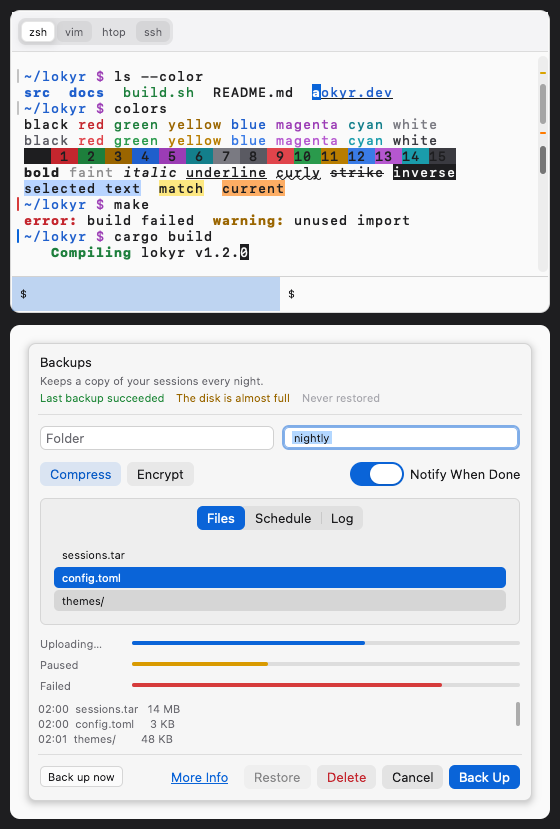 zsh vim htop ssh
~/lokyr $ ls --color
src docs build.sh README.md aokyr.dev
~/lokyr $ colors
black red green yellow blue magenta cyan white
black red green yellow blue magenta cyan white
1 2 3 4 5 6 7 8 9 10 11 12 13 14 15
bold faint italic underline curly strike inverse
selected text match current
~/lokyr $ make
error: build failed warning: unused import
~/lokyr $ cargo build
Compiling lokyr v1.2.0
$ $
Backups
Keeps a copy of your sessions every night.
Last backup succeeded The disk is almost full Never restored
Folder nightly
Compress Encrypt Notify When Done
Files Schedule Log
sessions.tar
config.toml
themes/
Uploading...
Paused
Failed
02:00 sessions.tar 14 MB
02:00 config.toml 3 KB
02:01 themes/ 48 KB
Back up now More Info Restore Delete Cancel Back Up